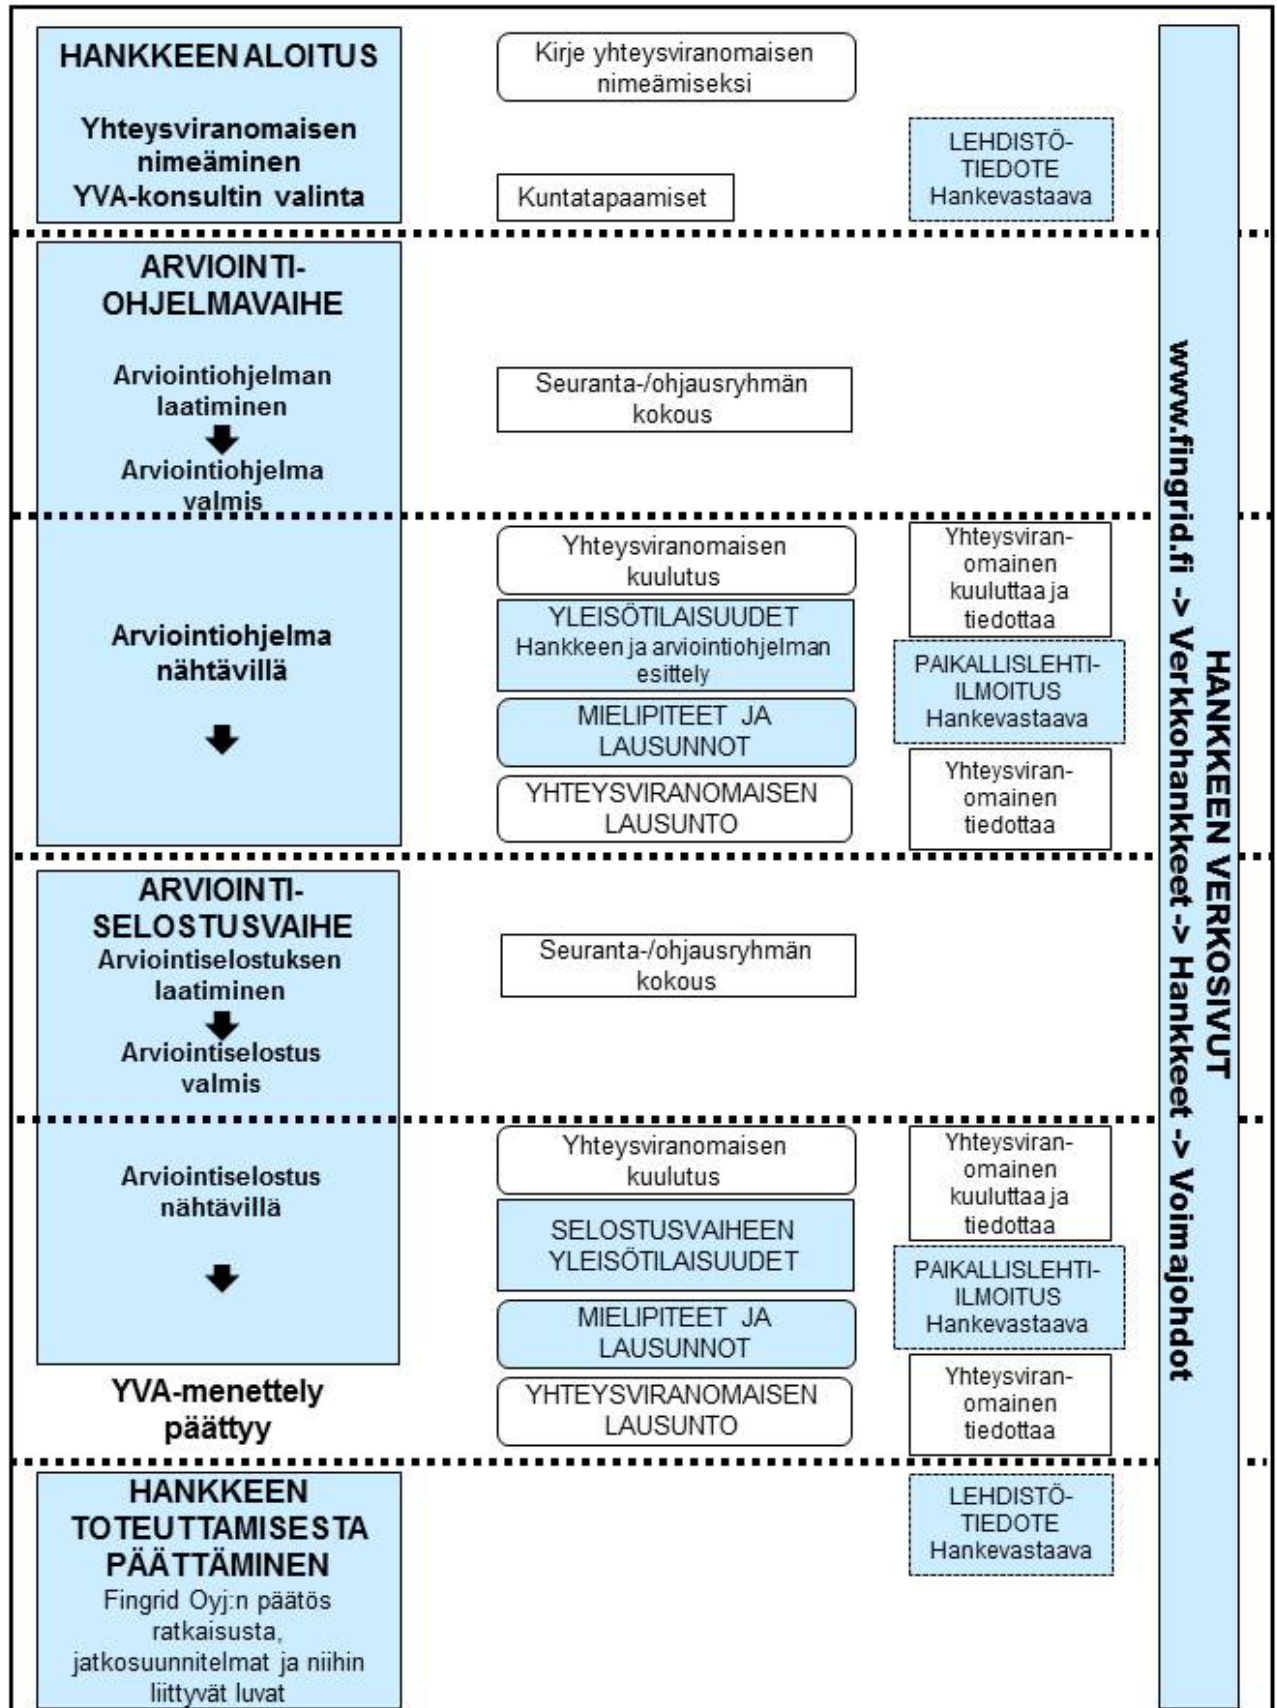 HANKKEEN ALOITUS
Yhteysviranomaisen
nimeäminen
YVA-konsultin valinta
Kirje yhteysviranomaisen
nimeämiseksi
Kuntatapaamiset
LEHDISTÖ-
TIEDOTE
Hankevastaava
ARVIOINTI-
OHJELMAVAIHE
Arviointiohjelman
laatiminen
Arviointiohjelma
valmis
Seuranta-/ohjausryhmän
kokous
Arviointiohjelma
nähtävillä
Yhteysviranomaisen
kuulutus
YLEISÖTILAISUUDET
Hankkeen ja arviointiohjelman
esittely
MIELIPITEET JA
LAUSUNNOT
YHTEYSVIRANOMAISEN
LAUSUNTO
Yhteysviran-
omainen
kuuluttaa ja
tiedottaa
PAIKALLISLEHTI-
ILMOITUS
Hankevastaava
Yhteysviran-
omainen
tiedottaa
ARVIOINTI-
SELOSTUSVAIHE
Arviointiselostuksen
laatiminen
Arviointiselostus
valmis
Seuranta-/ohjausryhmän
kokous
Arviointiselostus
nähtävillä
Yhteysviranomaisen
kuulutus
SELOSTUSVAIHEEN
YLEISÖTILAISUUDET
MIELIPITEET JA
LAUSUNNOT
YHTEYSVIRANOMAISEN
LAUSUNTO
Yhteysviran-
omainen
kuuluttaa ja
tiedottaa
PAIKALLISLEHTI-
ILMOITUS
Hankevastaava
Yhteysviran-
omainen
tiedottaa
YVA-menettely
päättyy
HANKKEEN
TOTEUTTAMISESTA
PÄÄTTÄMINEN
Fingrid Oyj:n päätös
ratkaisusta,
jatkosuunnitelmat ja niihin
liittyvät luvat
LEHDISTÖ-
TIEDOTE
Hankevastaava
HANKKEEN VERKOSIVUT
www.fingrid.fi -> Verkkohankkeet -> Hankkeet -> Voimajohdot